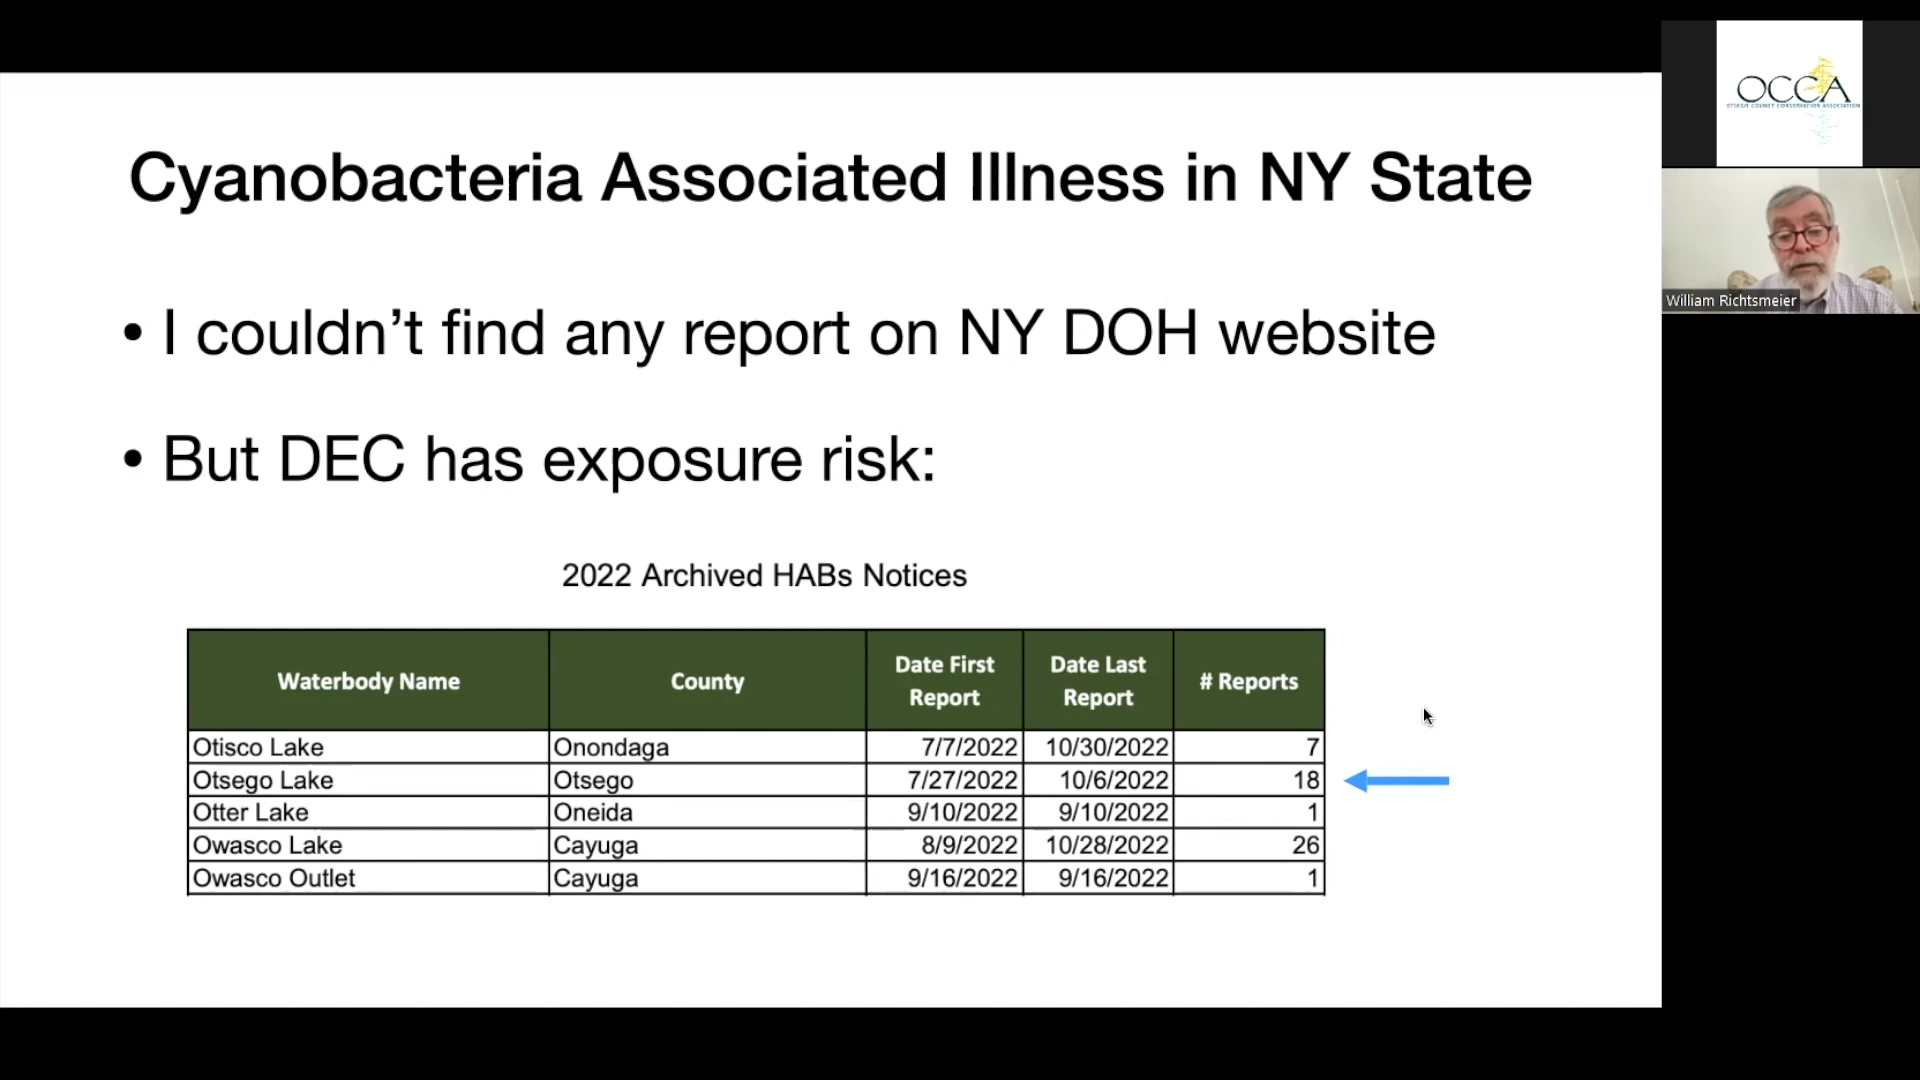 Cyanobacteria Associated Illness in NY State
• I couldn’t find any report on NY DOH website
• But DEC has exposure risk:
2022 Archived HABs Notices
Waterbody Name County Date First Report Date Last Report # Reports
Otisco Lake Onondaga 7/7/2022 10/30/2022 7
Otsego Lake Otsego 7/27/2022 10/6/2022 18
Otter Lake Oneida 9/10/2022 9/10/2022 1
Owasco Lake Cayuga 8/9/2022 10/28/2022 26
Owasco Outlet Cayuga 9/16/2022 9/16/2022 1
OCCA
OTSEGO COUNTY CONSERVATION ASSOCIATION
William Richtsmeier